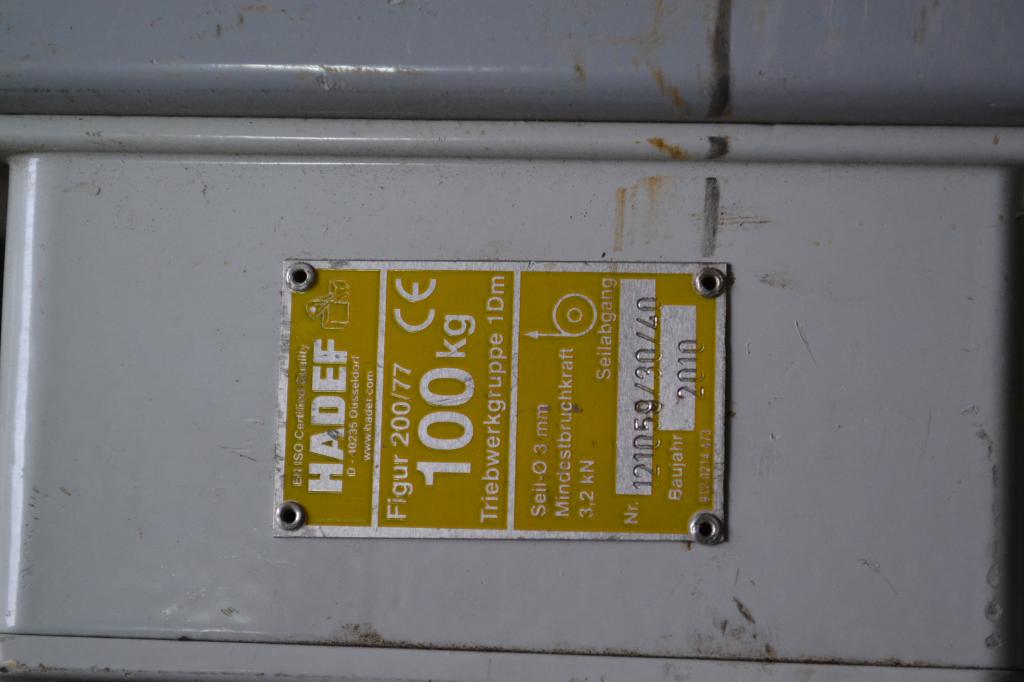 EN ISO Certified Quality
HADEF
D - 40235 Düsseldorf
www.hadef.com
Figur 200/77 CE
100 kg
Triebwerkgruppe 1Dm
Seil-O 3 mm
Mindestbruchkraft
3,2 kN
Seilabgang
Nr. 121059/30/40
Baujahr 2010